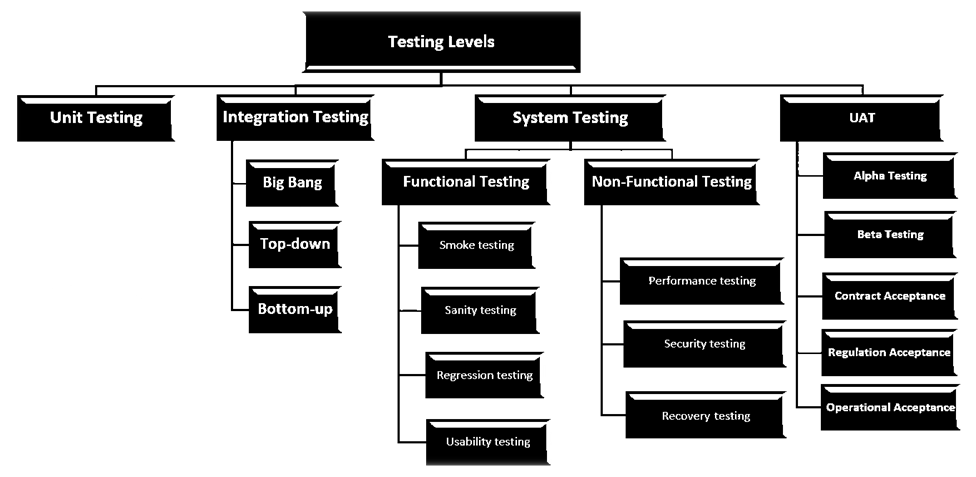 Testing Levels
Unit Testing
Integration Testing
System Testing
UAT
Big Bang
Top-down
Bottom-up
Functional Testing
Smoke testing
Sanity testing
Regression testing
Usability testing
Non-Functional Testing
Performance testing
Security testing
Recovery testing
Alpha Testing
Beta Testing
Contract Acceptance
Regulation Acceptance
Operational Acceptance